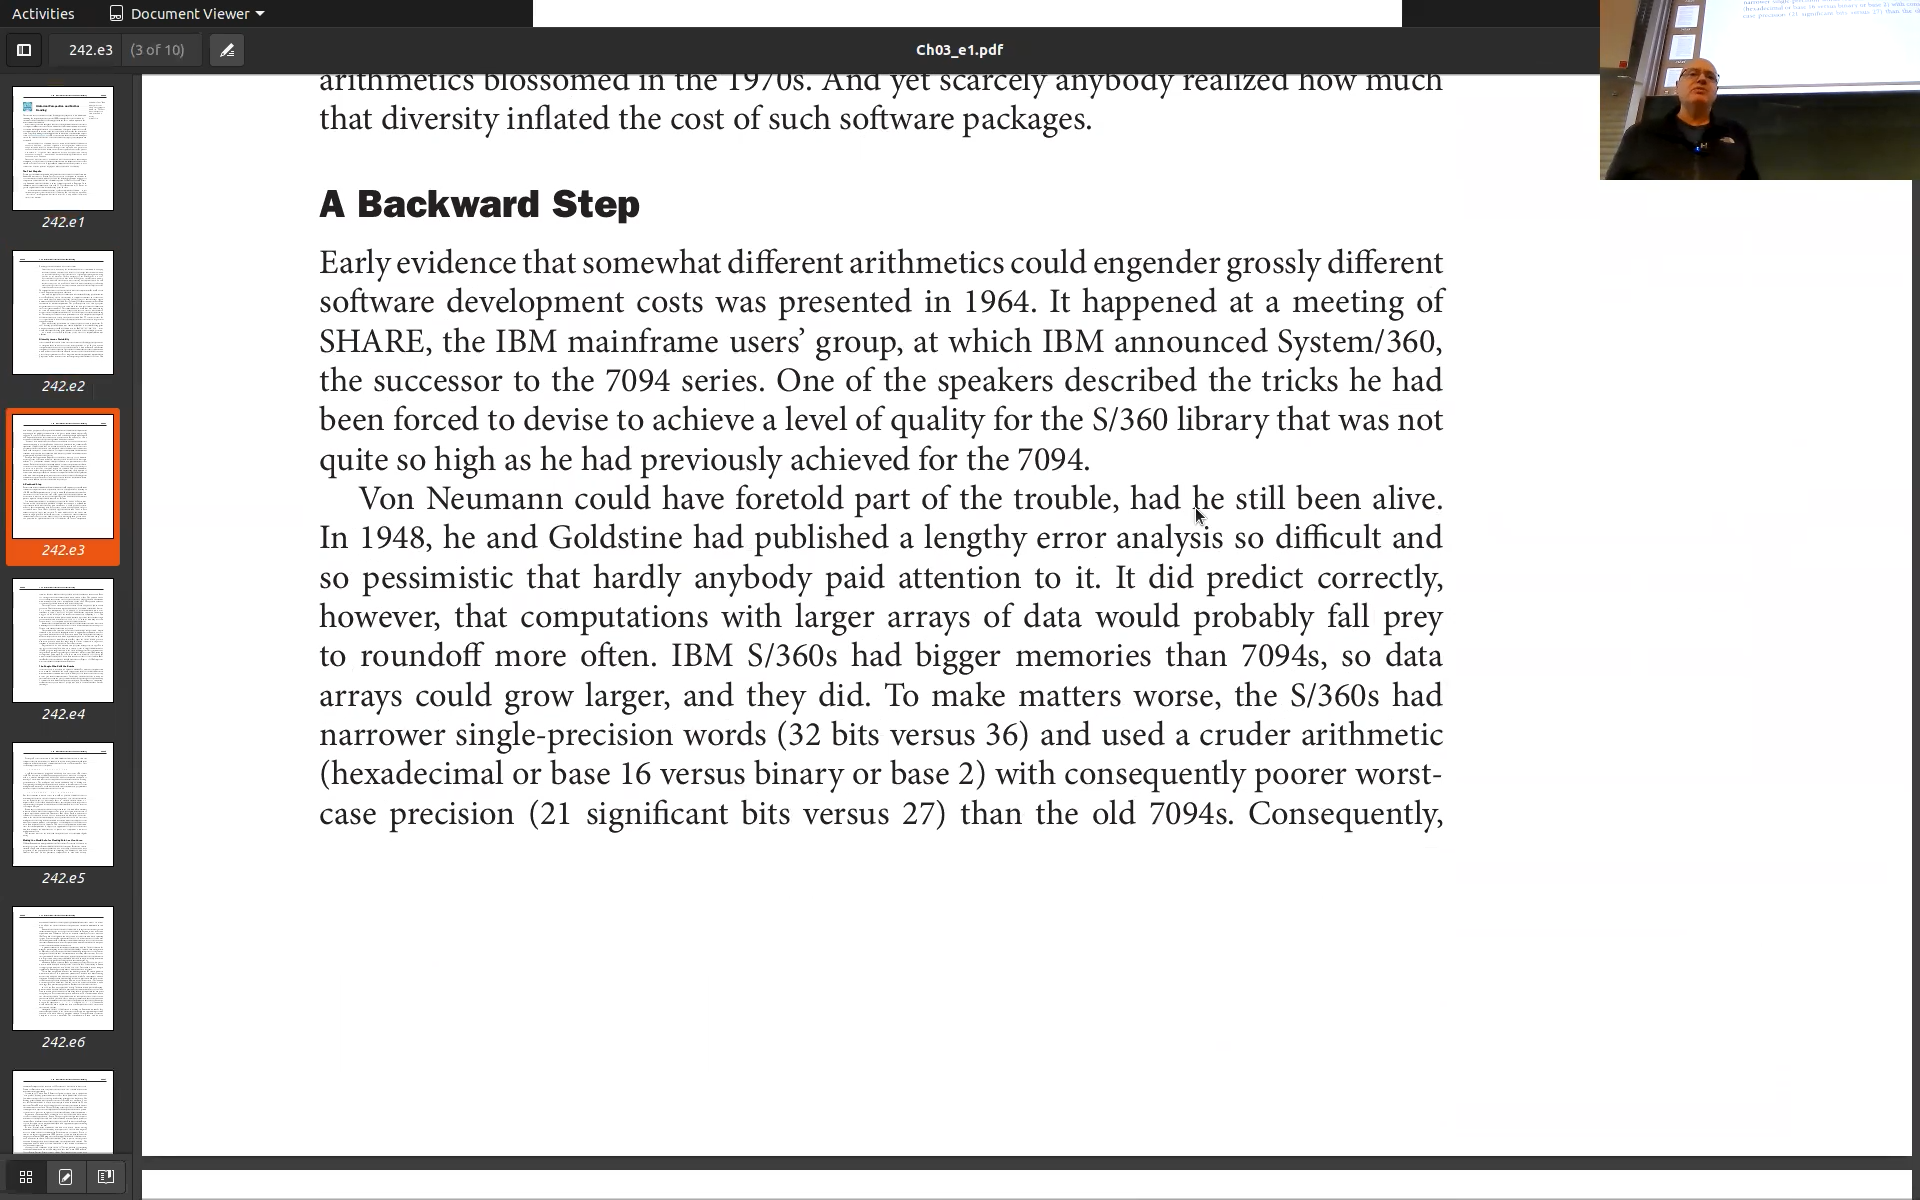 Activities
Document Viewer
242.e3 (3 of 10)
Ch03_e1.pdf
arithmetics blossomed in the 1970s. And yet scarcely anybody realized how much
that diversity inflated the cost of such software packages.
A Backward Step
Early evidence that somewhat different arithmetics could engender grossly different
software development costs was presented in 1964. It happened at a meeting of
SHARE, the IBM mainframe users’ group, at which IBM announced System/360,
the successor to the 7094 series. One of the speakers described the tricks he had
been forced to devise to achieve a level of quality for the S/360 library that was not
quite so high as he had previously achieved for the 7094.
Von Neumann could have foretold part of the trouble, had he still been alive.
In 1948, he and Goldstine had published a lengthy error analysis so difficult and
so pessimistic that hardly anybody paid attention to it. It did predict correctly,
however, that computations with larger arrays of data would probably fall prey
to roundoff more often. IBM S/360s had bigger memories than 7094s, so data
arrays could grow larger, and they did. To make matters worse, the S/360s had
narrower single-precision words (32 bits versus 36) and used a cruder arithmetic
(hexadecimal or base 16 versus binary or base 2) with consequently poorer worst-
case precision (21 significant bits versus 27) than the old 7094s. Consequently,
242.e1
242.e2
242.e3
242.e4
242.e5
242.e6